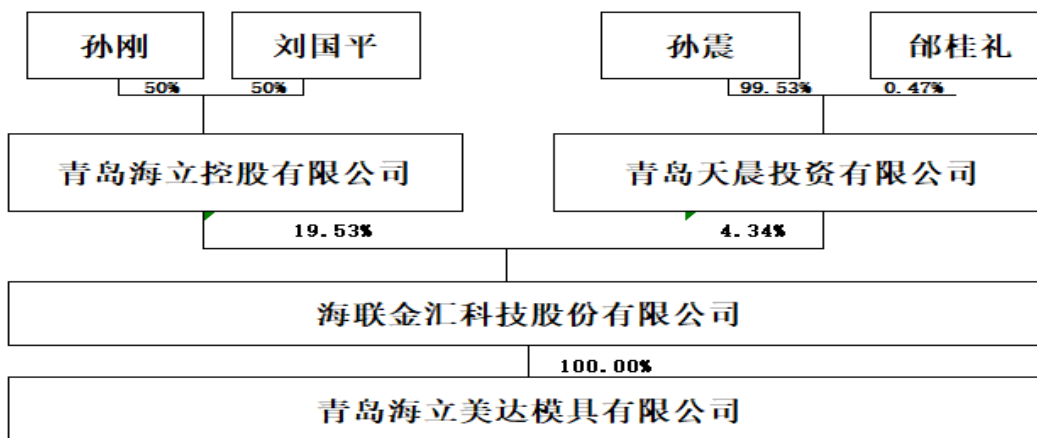 孙刚
刘国平
孙震
邰桂礼
50%
50%
99.53%
0.47%
青岛海立控股有限公司
青岛天晨投资有限公司
19.53%
4.34%
海联金汇科技股份有限公司
100.00%
青岛海立美达模具有限公司